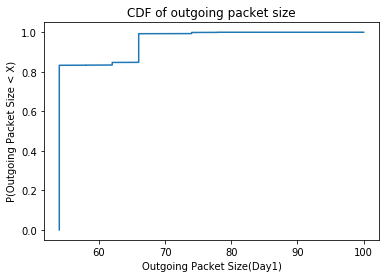 CDF of outgoing packet size
P(Outgoing Packet Size < X)
1.0
0.8
0.6
0.4
0.2
0.0
60 70 80 90 100
Outgoing Packet Size(Day1)